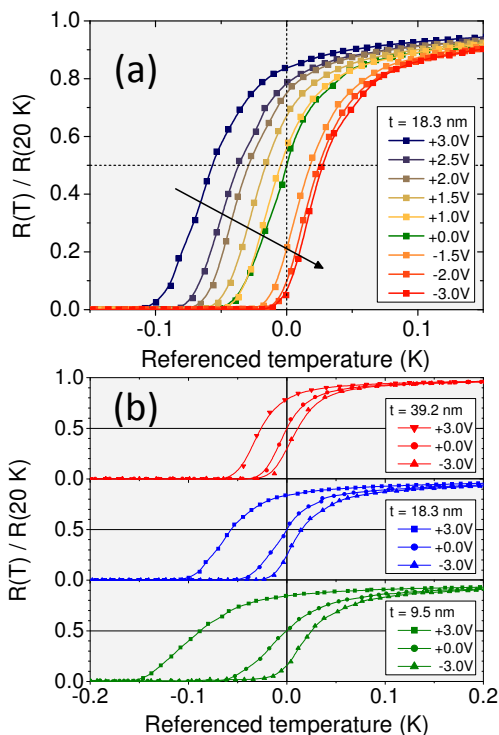 (a)
R(T) / R(20 K)
1.0
0.8
0.6
0.4
0.2
0.0
t = 18.3 nm
+3.0V
+2.5V
+2.0V
+1.5V
+1.0V
+0.0V
-1.5V
-2.0V
-3.0V
-0.1
0.0
0.1
Referenced temperature (K)
(b)
R(T) / R(20 K)
1.0
0.5
0.0
t = 39.2 nm
+3.0V
+0.0V
-3.0V
0.5
0.0
t = 18.3 nm
+3.0V
+0.0V
-3.0V
0.5
0.0
t = 9.5 nm
+3.0V
+0.0V
-3.0V
-0.2
-0.1
0.0
0.1
0.2
Referenced temperature (K)